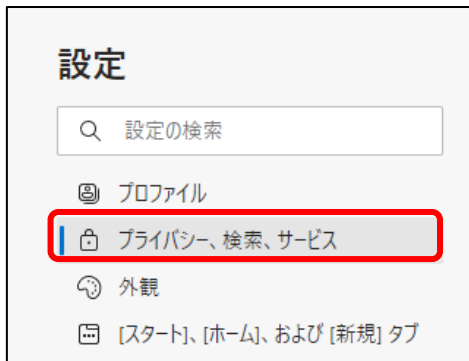 設定
設定の検索
プロファイル
プライバシー、検索、サービス
外観
[スタート]、[ホーム]、および [新規] タブ